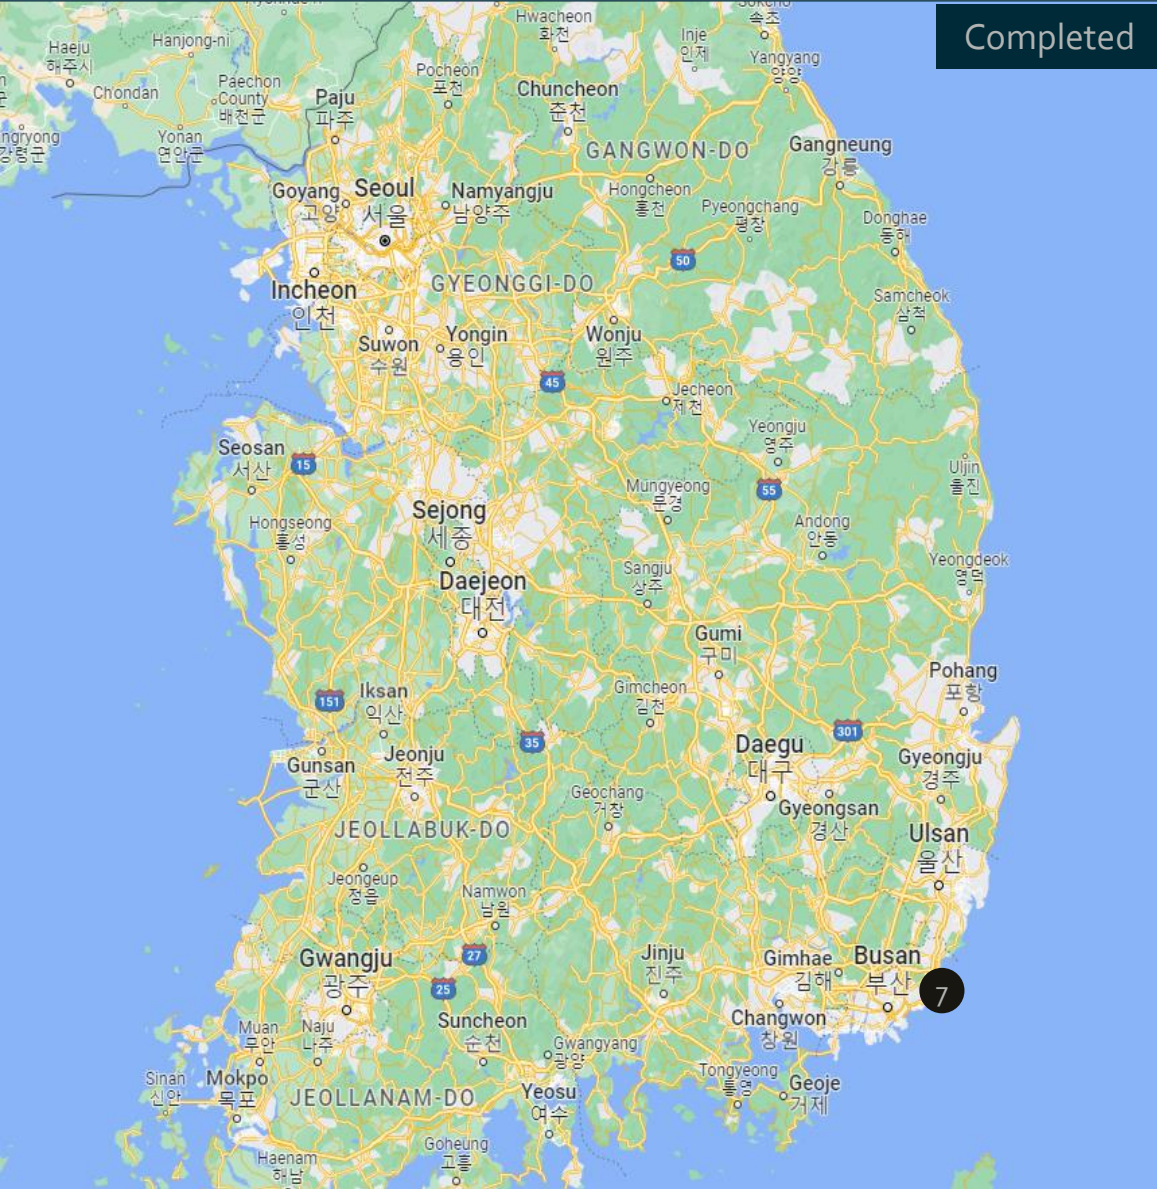 Completed
Hwacheon
화천
속초
Haeju
해주시
Hanjong-ni
Inje
인제
Yangyang
양양
Chondan
Paechon
County
배천군
Paju
파주
Pocheon
포천
Chuncheon
춘천
ngryong
강령군
Yonan
연안군
GANGWON-DO
Gangneung
강릉
Goyang
고양
Seoul
서울
Namyangju
남양주
Hongcheon
홍천
Pyeongchang
평창
Donghae
동해
50
Incheon
인천
GYEONGGI-DO
Samcheok
삼척
Suwon
수원
Yongin
용인
Wonju
원주
45
Jecheon
제천
Seosan
서산
15
Yeongju
영주
Uljin
울진
Mungyeong
문경
55
Hongseong
홍성
Sejong
세종
Andong
안동
Daejeon
대전
Sangju
상주
Yeongdeok
영덕
Gumi
구미
Pohang
포항
151
Iksan
익산
Gimcheon
김천
35
301
Gunsan
군산
Jeonju
전주
Daegu
대구
Gyeongju
경주
Geochang
거창
Gyeongsan
경산
JEOLLABUK-DO
Ulsan
울산
Jeongeup
정읍
Namwon
남원
Gwangju
광주
27
25
Jinju
진주
Gimhae
김해
Busan
부산
7
Suncheon
순천
Changwon
창원
Muan
무안
Naju
나주
Gwangyang
광양
Sinan
신안
Mokpo
목포
JEOLLANAM-DO
Yeosu
여수
Tongyeong
통영
Geoje
거제
Goheung
고흥
Haenam
해남